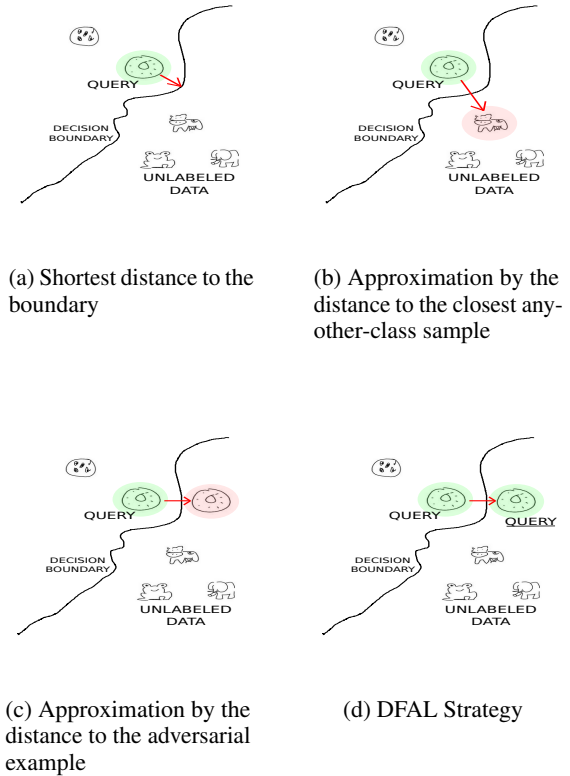 QUERY
DECISION
BOUNDARY
UNLABELED
DATA
QUERY
DECISION
BOUNDARY
UNLABELED
DATA
(a) Shortest distance to the
boundary
(b) Approximation by the
distance to the closest any-
other-class sample
QUERY
DECISION
BOUNDARY
UNLABELED
DATA
QUERY
QUERY
DECISION
BOUNDARY
UNLABELED
DATA
(c) Approximation by the
distance to the adversarial
example
(d) DFAL Strategy